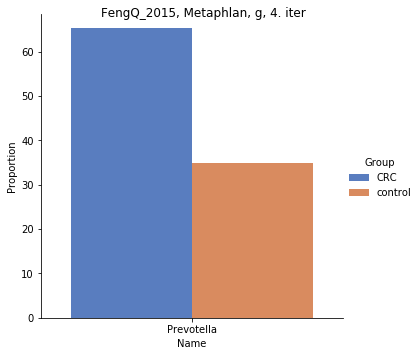 FengQ_2015, Metaphlan, g, 4. iter
60
50
40
30
20
10
0
Proportion
Prevotella
Name
Group
CRC
control